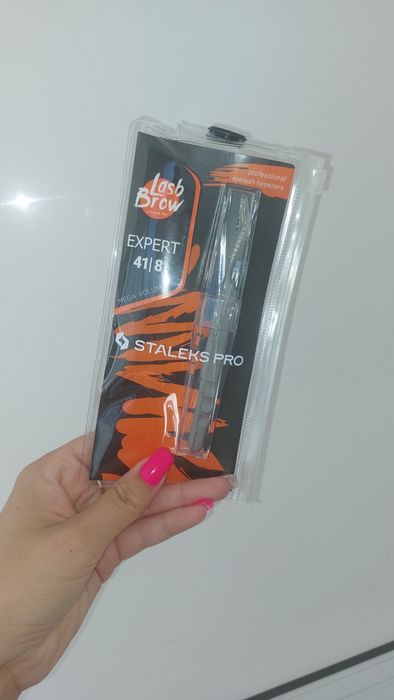 professional
eyelash tweezers
Lash
Brow
EXPERT
41|8
MEGA VOLUME
STALEKS PRO